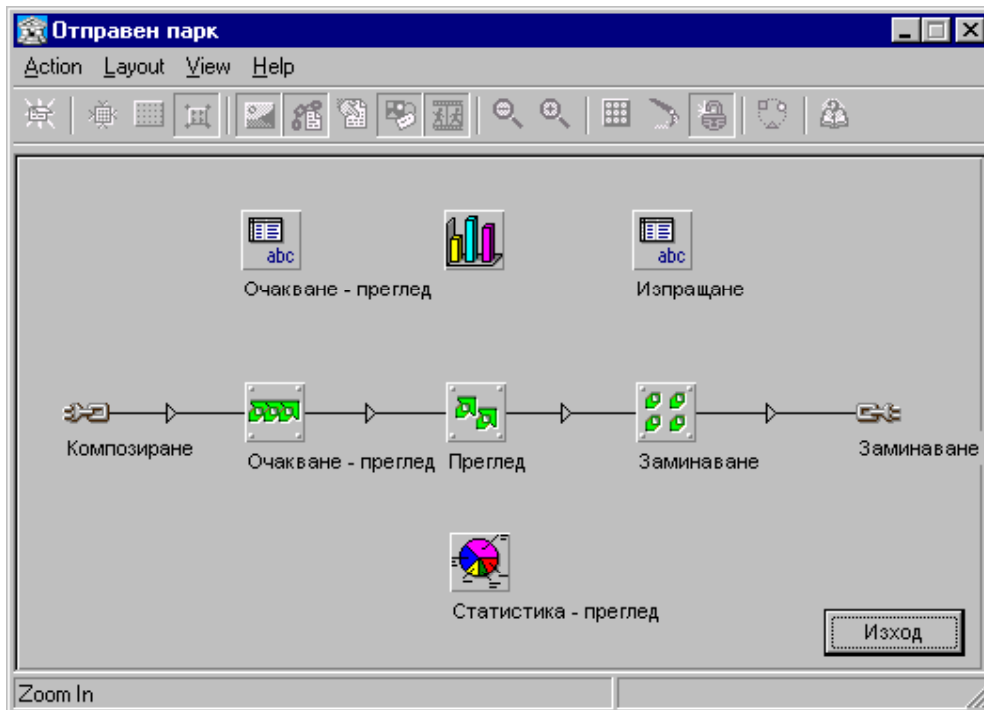 Отправен парк
Action Layout View Help
abc
abc
Очакване - преглед
Изпращане
Композиране
Очакване - преглед
Преглед
Заминаване
Заминаване
Статистика - преглед
Изход
Zoom In